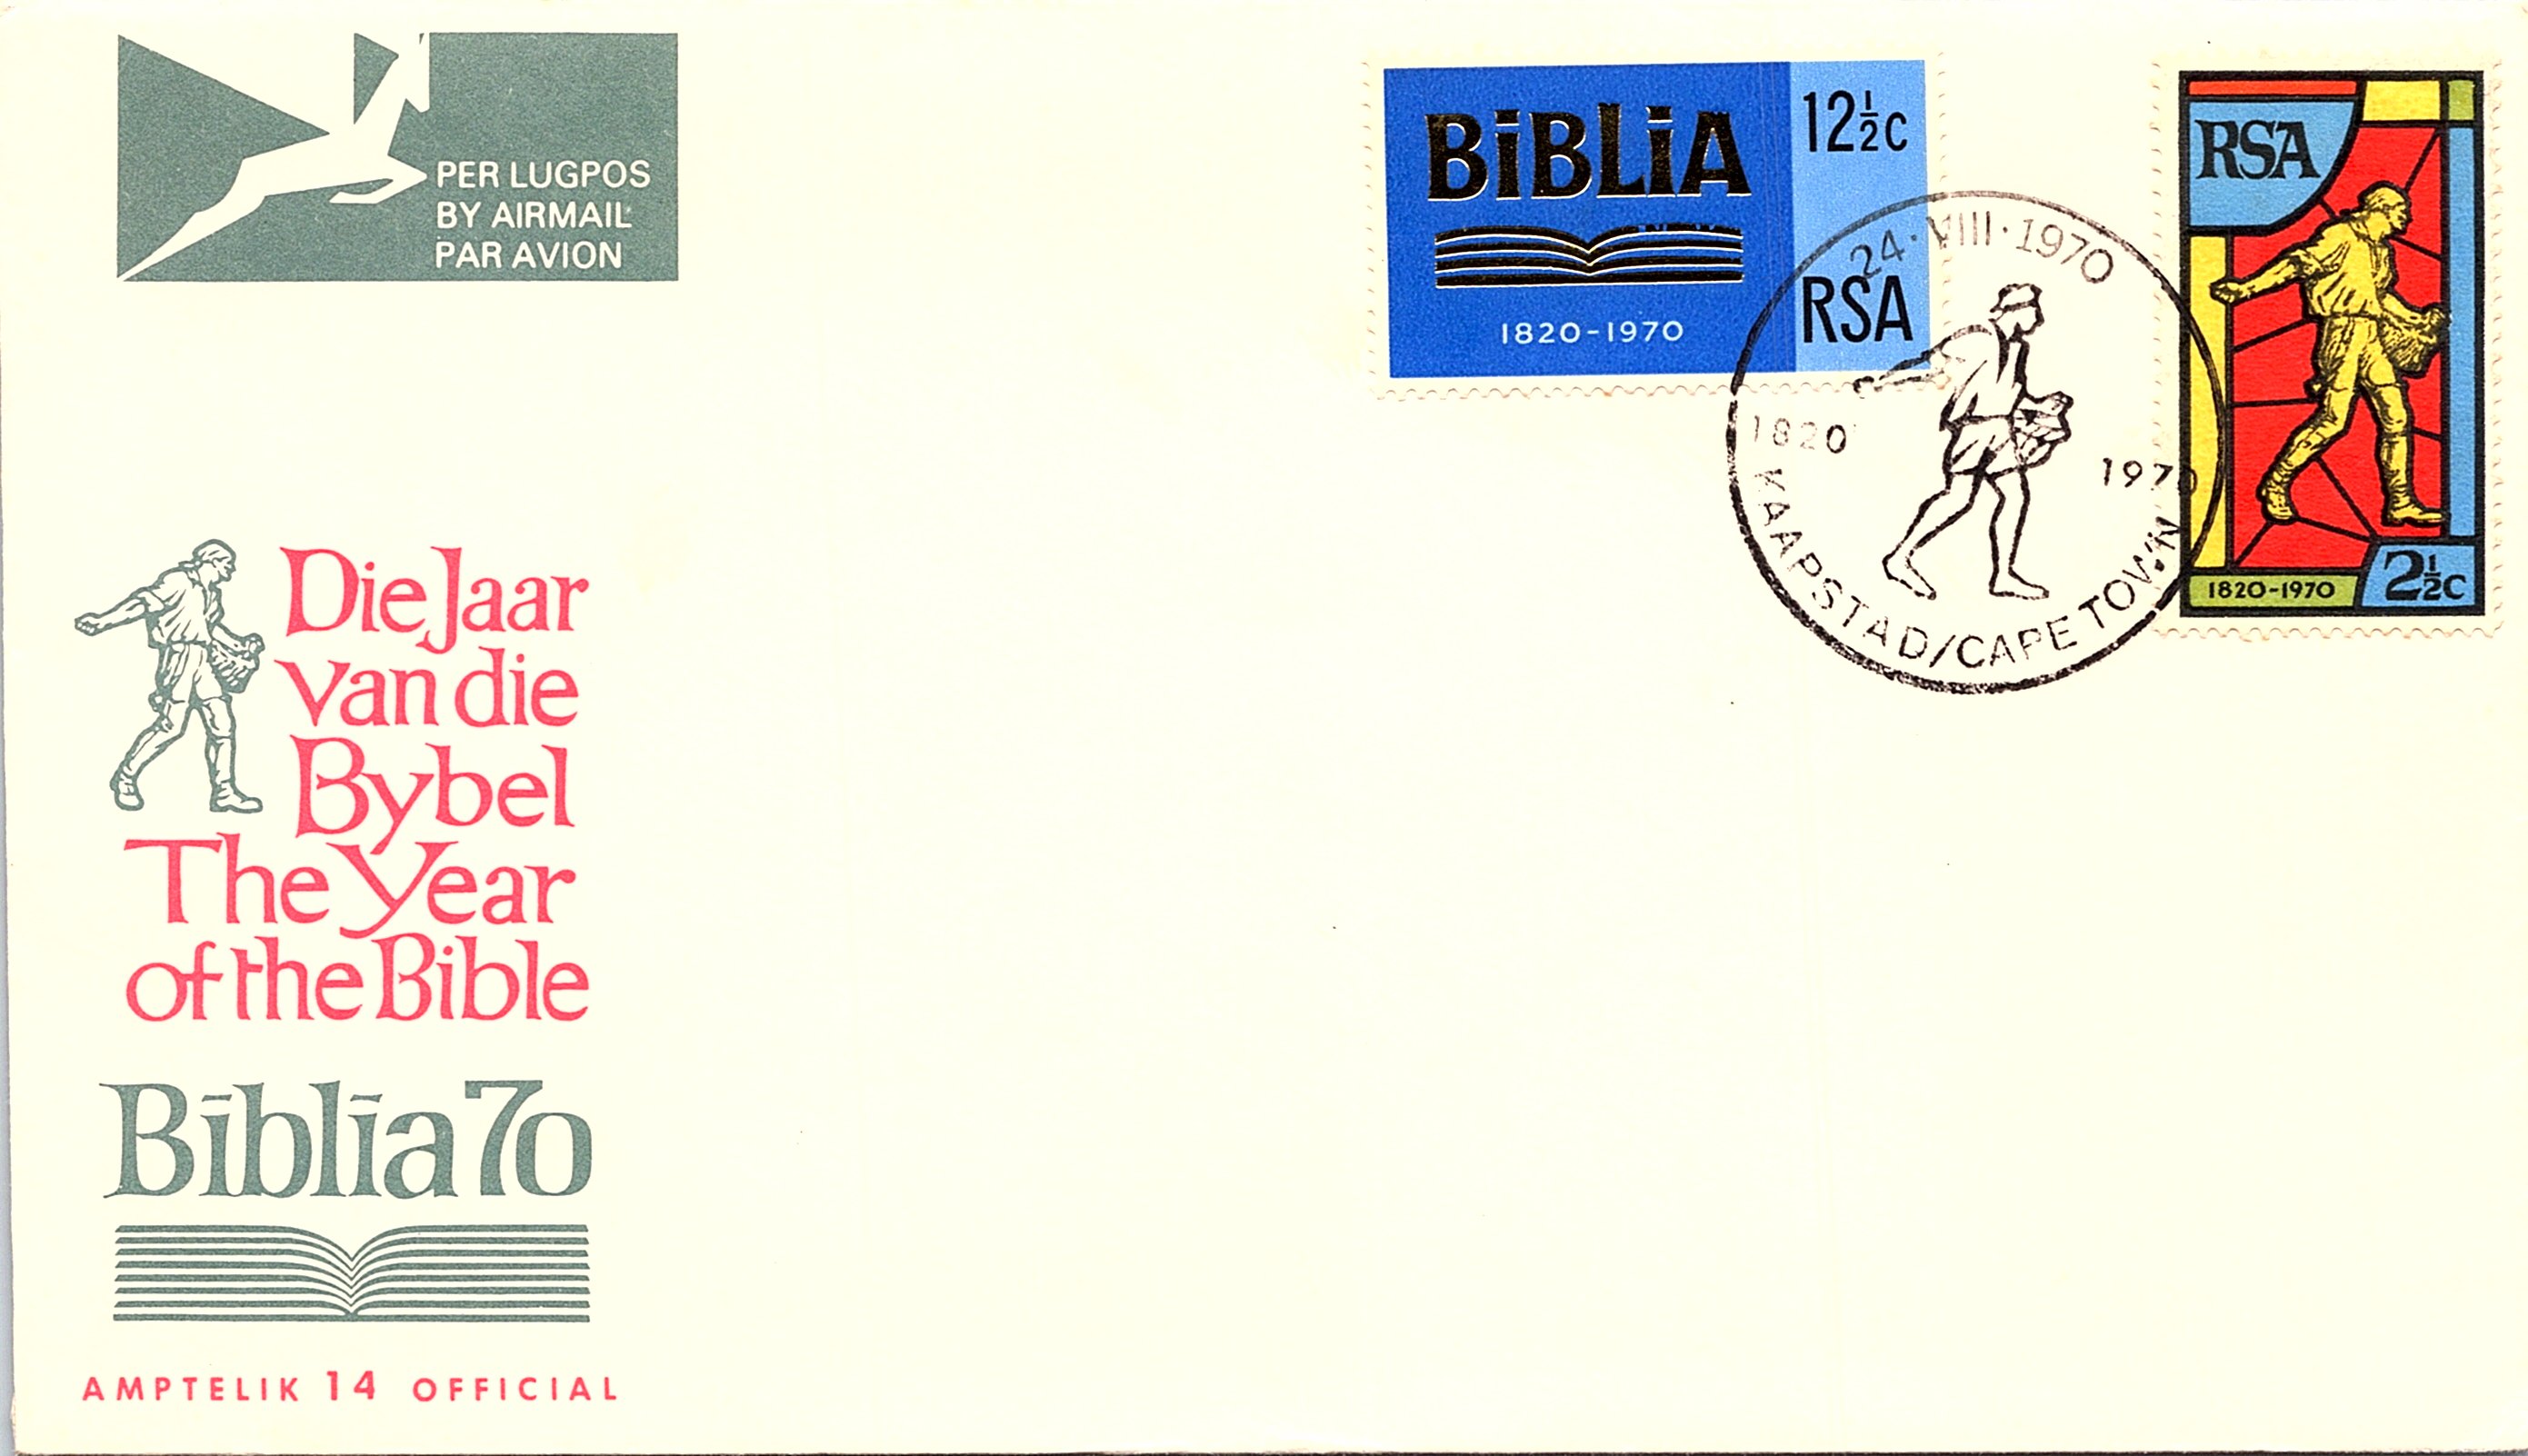 PER LUGPOS
BY AIRMAIL
PAR AVION
BiBLiA
12½c
1820-1970
RSA
RSA
1820-1970
2½c
24·VIII·1970
1820
1970
KAAPSTAD/CAPE TOWN
Die Jaar
van die
Bybel
The Year
of the Bible
Biblia 70
AMPTELIK 14 OFFICIAL